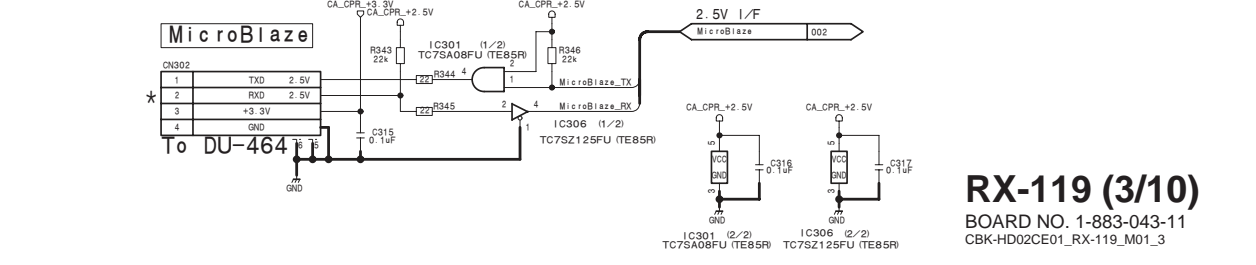 CA_CPR_+3.3V
CA_CPR_+2.5V
CA_CPR_+2.5V
2.5V I/F
MicroBlaze 002
MicroBlaze
R343
22k
IC301 (1/2)
TC7SA08FU (TE85R)
R346
22k
CN302
1 TXD 2.5V
2 RXD 2.5V
3 +3.3V
4 GND
*
22 R344
4
2
1
MicroBlaze_TX
22 R345
2
4
1
MicroBlaze_RX
IC306 (1/2)
TC7SZ125FU (TE85R)
C315
0.1uF
To DU-464
6 5
GND
CA_CPR_+2.5V
5
VCC
GND
3
C316
0.1uF
GND
IC301 (2/2)
TC7SA08FU (TE85R)
CA_CPR_+2.5V
5
VCC
GND
3
C317
0.1uF
GND
IC306 (2/2)
TC7SZ125FU (TE85R)
RX-119 (3/10)
BOARD NO. 1-883-043-11
CBK-HD02CE01_RX-119_M01_3